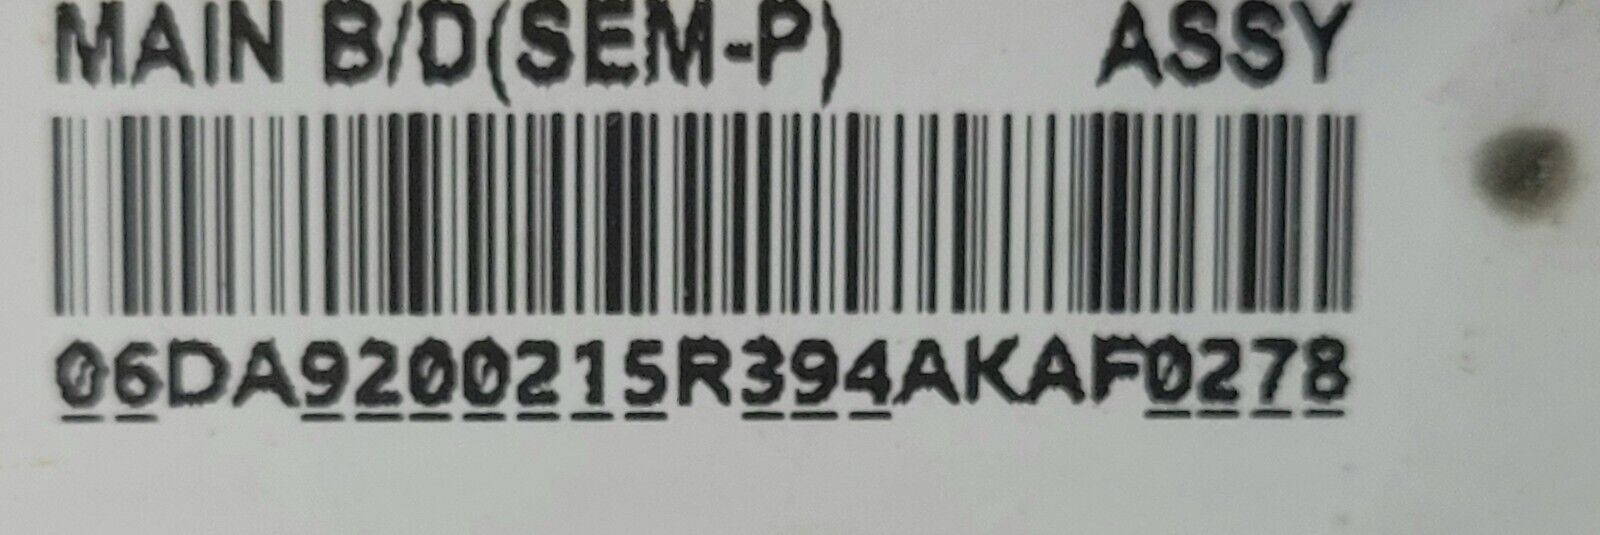 MAIN B/D(SEM-P) ASSY
06DA9200215R394AKAF0278